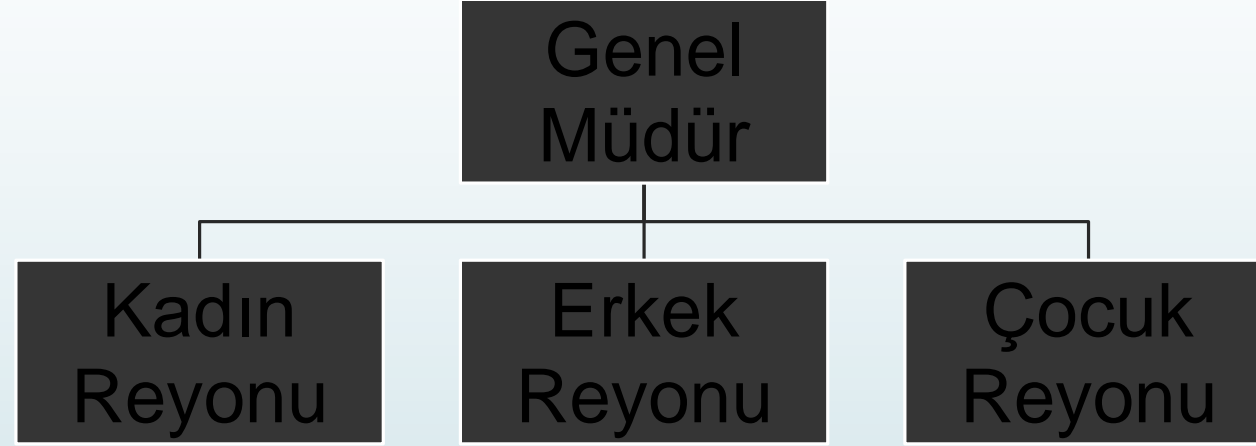 Genel
Müdür
Kadın
Reyonu
Erkek
Reyonu
Çocuk
Reyonu